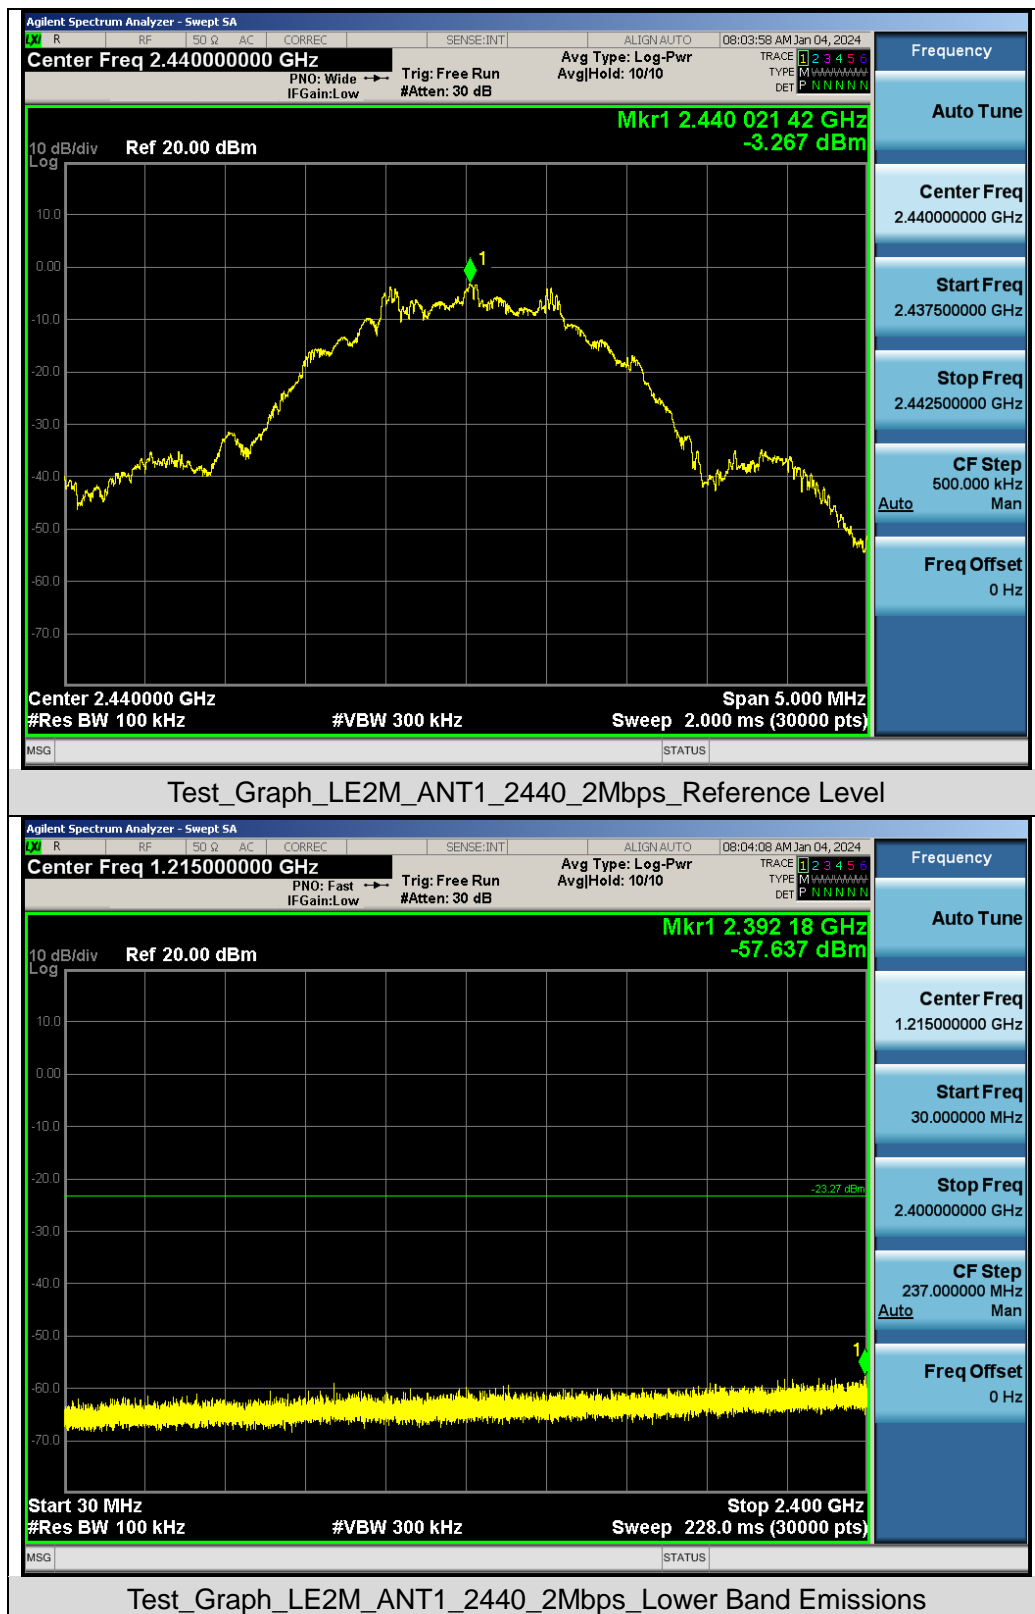 Agilent Spectrum Analyzer - Swept SA
LXI R RF 50 Ω AC CORREC SENSE:INT ALIGN AUTO 08:03:58 AM Jan 04, 2024
Center Freq 2.440000000 GHz
PNO: Wide
IFGain:Low
Trig: Free Run
#Atten: 30 dB
Avg Type: Log-Pwr
Avg|Hold: 10/10
TRACE 1 2 3 4 5 6
TYPE M WWWWW
DET P N N N N N
Mkr1 2.440 021 42 GHz
-3.267 dBm
10 dB/div Ref 20.00 dBm
Log
1
10.0
0.00
-10.0
-20.0
-30.0
-40.0
-50.0
-60.0
-70.0
Center 2.440000 GHz Span 5.000 MHz
#Res BW 100 kHz #VBW 300 kHz Sweep 2.000 ms (30000 pts)
MSG STATUS
Frequency
Auto Tune
Center Freq
2.440000000 GHz
Start Freq
2.437500000 GHz
Stop Freq
2.442500000 GHz
CF Step
500.000 kHz
Auto Man
Freq Offset
0 Hz
Test_Graph_LE2M_ANT1_2440_2Mbps_Reference Level
Agilent Spectrum Analyzer - Swept SA
LXI R RF 50 Ω AC CORREC SENSE:INT ALIGN AUTO 08:04:08 AM Jan 04, 2024
Center Freq 1.215000000 GHz
PNO: Fast
IFGain:Low
Trig: Free Run
#Atten: 30 dB
Avg Type: Log-Pwr
Avg|Hold: 10/10
TRACE 1 2 3 4 5 6
TYPE M WWWWW
DET P N N N N N
Mkr1 2.392 18 GHz
-57.637 dBm
10 dB/div Ref 20.00 dBm
Log
10.0
0.00
-10.0
-20.0
-23.27 dBm
-30.0
-40.0
-50.0
1
-60.0
-70.0
Start 30 MHz Stop 2.400 GHz
#Res BW 100 kHz #VBW 300 kHz Sweep 228.0 ms (30000 pts)
MSG STATUS
Frequency
Auto Tune
Center Freq
1.215000000 GHz
Start Freq
30.000000 MHz
Stop Freq
2.400000000 GHz
CF Step
237.000000 MHz
Auto Man
Freq Offset
0 Hz
Test_Graph_LE2M_ANT1_2440_2Mbps_Lower Band Emissions